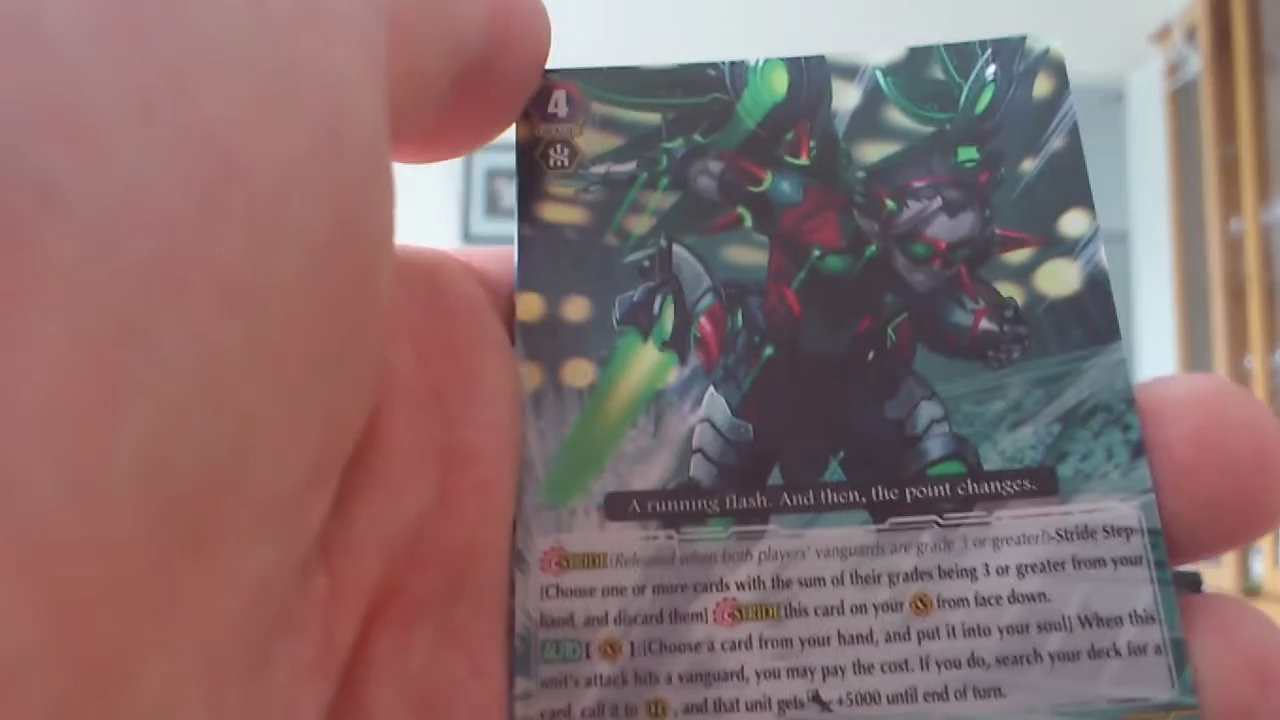 4
A running flash. And then, the point changes.
STRIDE (Released when both players' vanguards are grade 3 or greater!)-Stride Step-
[Choose one or more cards with the sum of their grades being 3 or greater from your
hand, and discard them] STRIDE this card on your from face down.
AUTO [ ]:[Choose a card from your hand, and put it into your soul] When this
unit's attack hits a vanguard, you may pay the cost. If you do, search your deck for a
card, call it to , and that unit gets +5000 until end of turn.